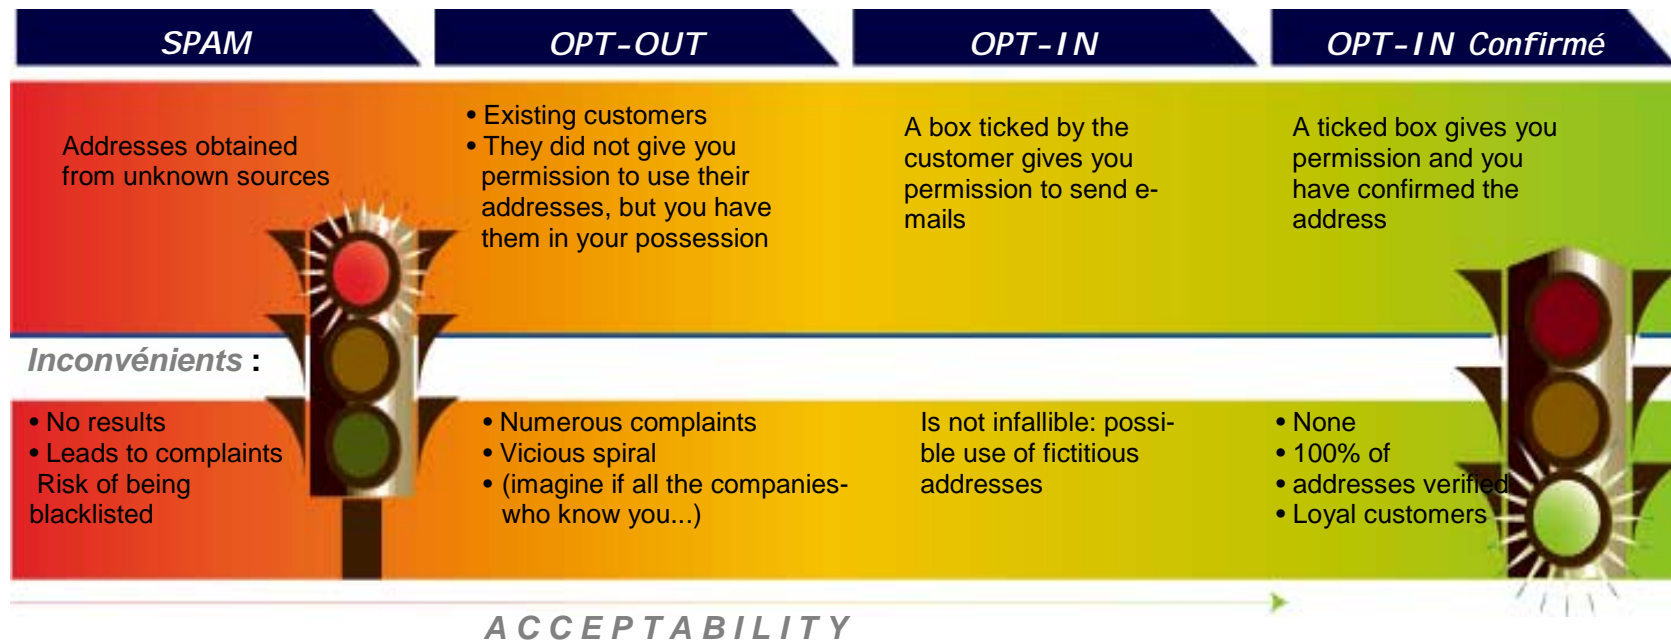 SPAM
OPT-OUT
OPT-IN
OPT-IN Confirmé
Addresses obtained
from unknown sources
• Existing customers
• They did not give you
permission to use their
addresses, but you have
them in your possession
A box ticked by the
customer gives you
permission to send e-
mails
A ticked box gives you
permission and you
have confirmed the
address
Inconvénients :
• No results
• Leads to complaints
Risk of being
blacklisted
• Numerous complaints
• Vicious spiral
• (imagine if all the companies-
who know you...)
Is not infallible: possi-
ble use of fictitious
addresses
• None
• 100% of
• addresses verified
• Loyal customers
ACCEPTABILITY